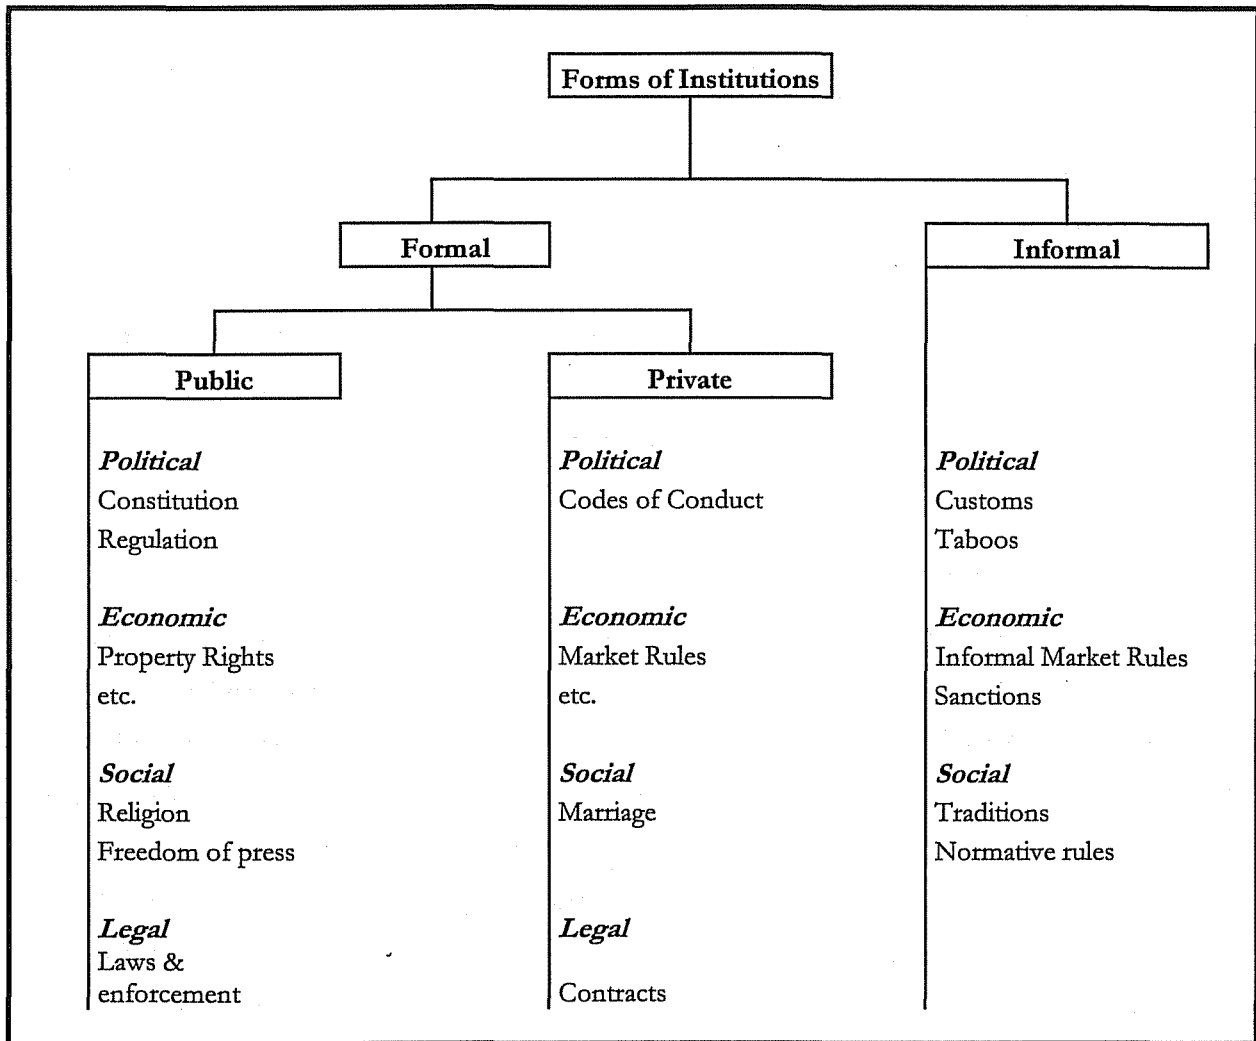 Forms of Institutions
Formal
Informal
Public
Private
Political
Constitution
Regulation
Economic
Property Rights
etc.
Social
Religion
Freedom of press
Legal
Laws &
enforcement
Political
Codes of Conduct
Economic
Market Rules
etc.
Social
Marriage
Legal
Contracts
Political
Customs
Taboos
Economic
Informal Market Rules
Sanctions
Social
Traditions
Normative rules